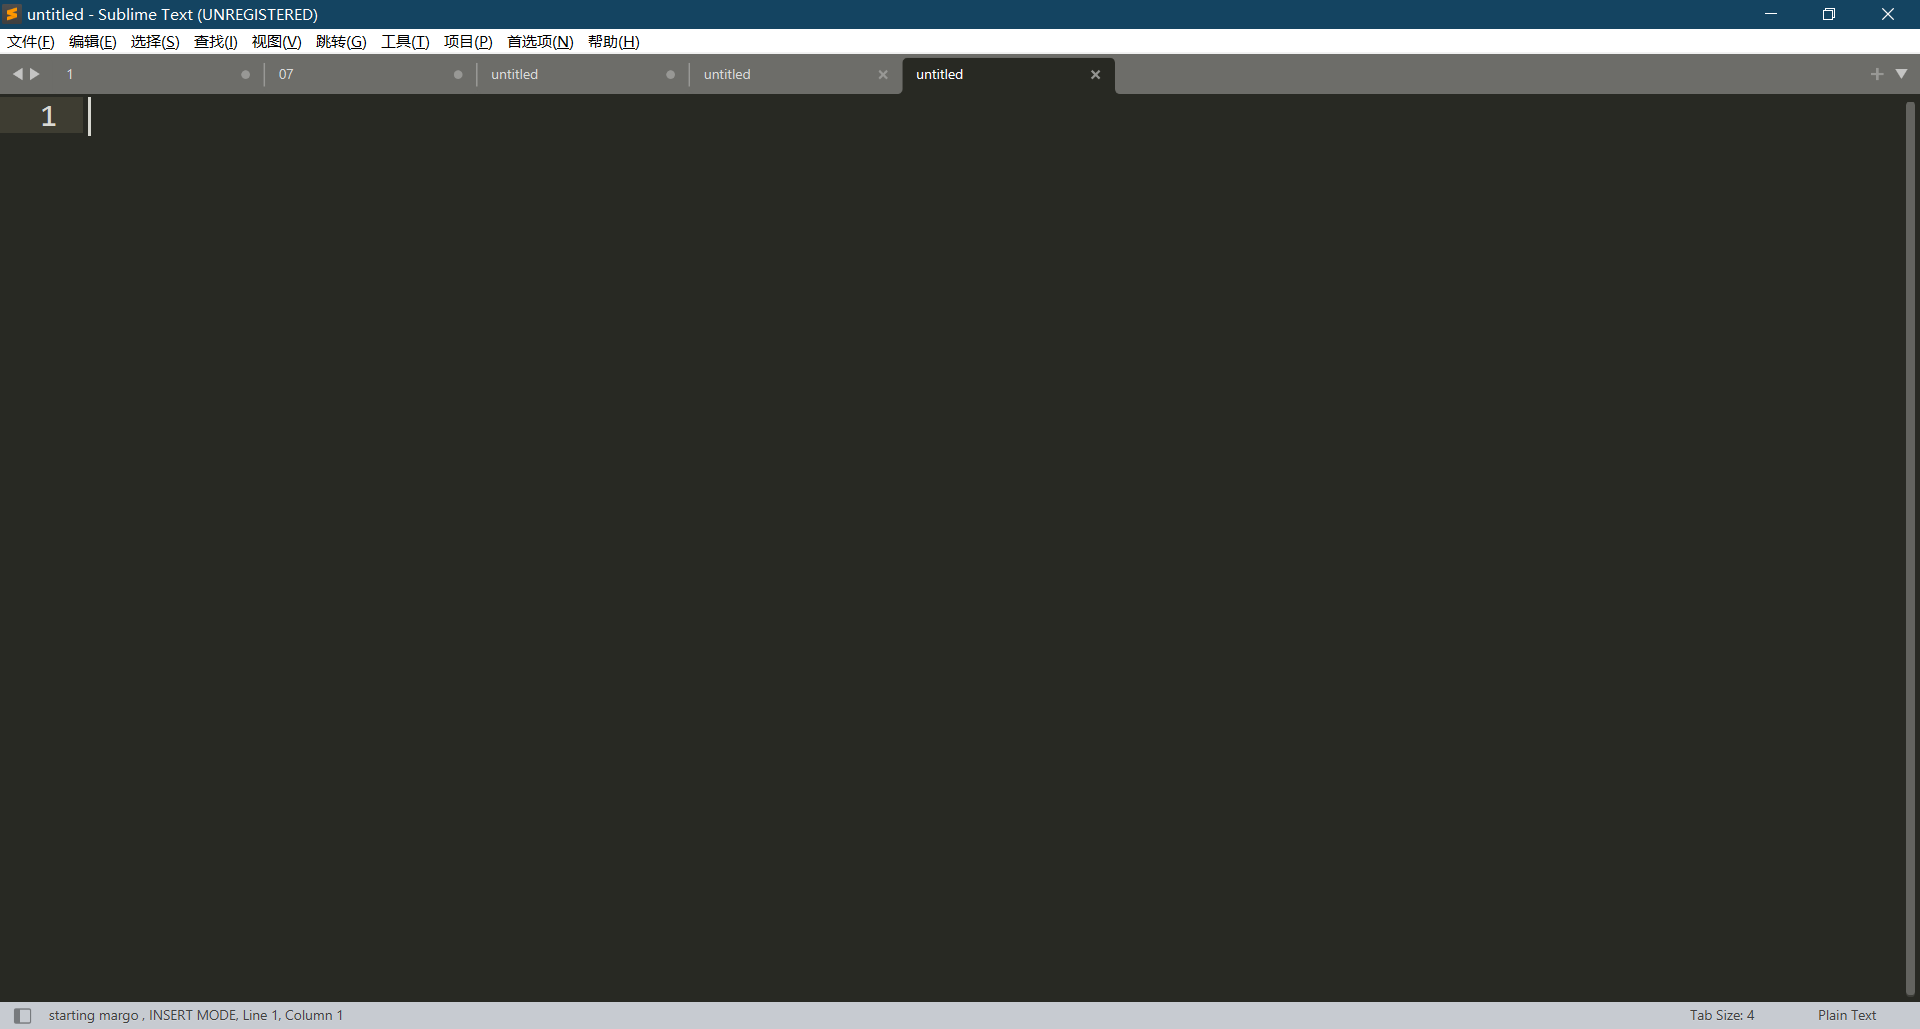 untitled - Sublime Text (UNREGISTERED)
文件(F) 编辑(E) 选择(S) 查找(I) 视图(V) 跳转(G) 工具(T) 项目(P) 首选项(N) 帮助(H)
1 07 untitled untitled untitled
1
starting margo , INSERT MODE, Line 1, Column 1 Tab Size: 4 Plain Text